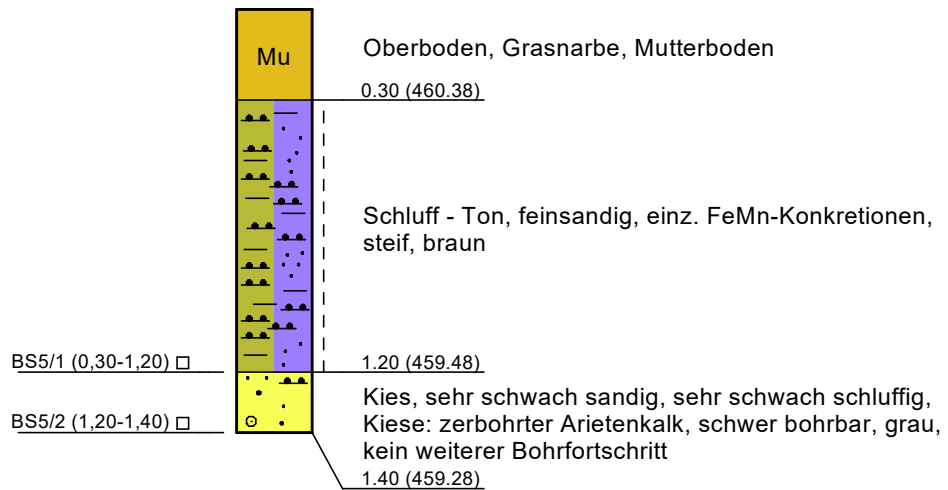 Mu
Oberboden, Grasnarbe, Mutterboden
0.30 (460.38)
Schluff - Ton, feinsandig, einz. FeMn-Konkretionen,
steif, braun
BS5/1 (0,30-1,20)
1.20 (459.48)
Kies, sehr schwach sandig, sehr schwach schluffig,
Kiese: zerbohrter Arietenkalk, schwer bohrbar, grau,
kein weiterer Bohrfortschritt
BS5/2 (1,20-1,40)
1.40 (459.28)